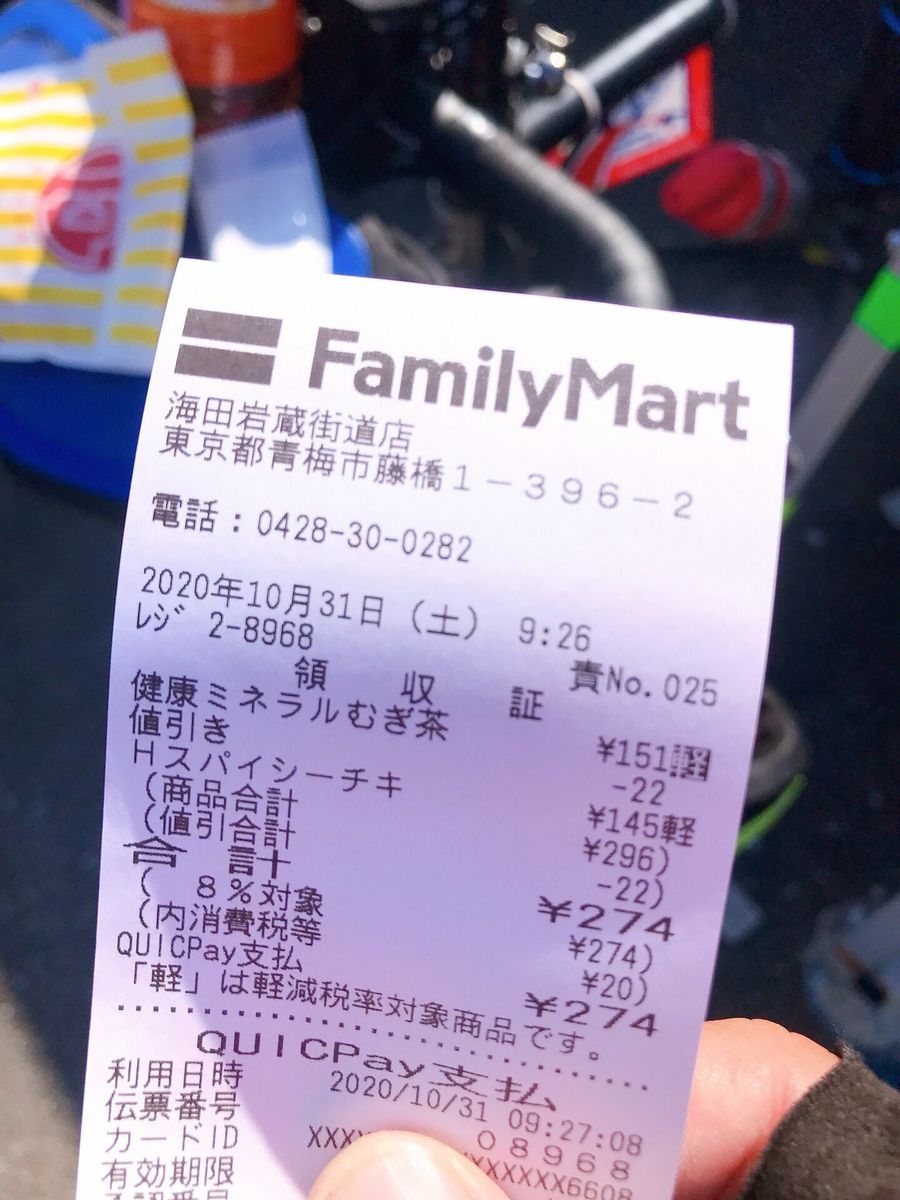 FamilyMart
海田岩蔵街道店
東京都青梅市藤橋1-396-2
電話：0428-30-0282
2020年10月31日（土） 9:26
ﾚｼﾞ 2-8968 責No.025
領 収 証
健康ミネラルむぎ茶 ¥151軽
値引き -22
Hスパイシーチキ ¥145軽
（商品合計 ¥296）
（値引合計 -22）
合 計 ¥274
（ 8%対象 ¥274）
（内消費税等 ¥20）
QUICPay支払 ¥274
「軽」は軽減税率対象商品です。
QUICPay支払
利用日時 2020/10/31 09:27:08
伝票番号 08968
カードID XXXX XXXXXX6608
有効期限